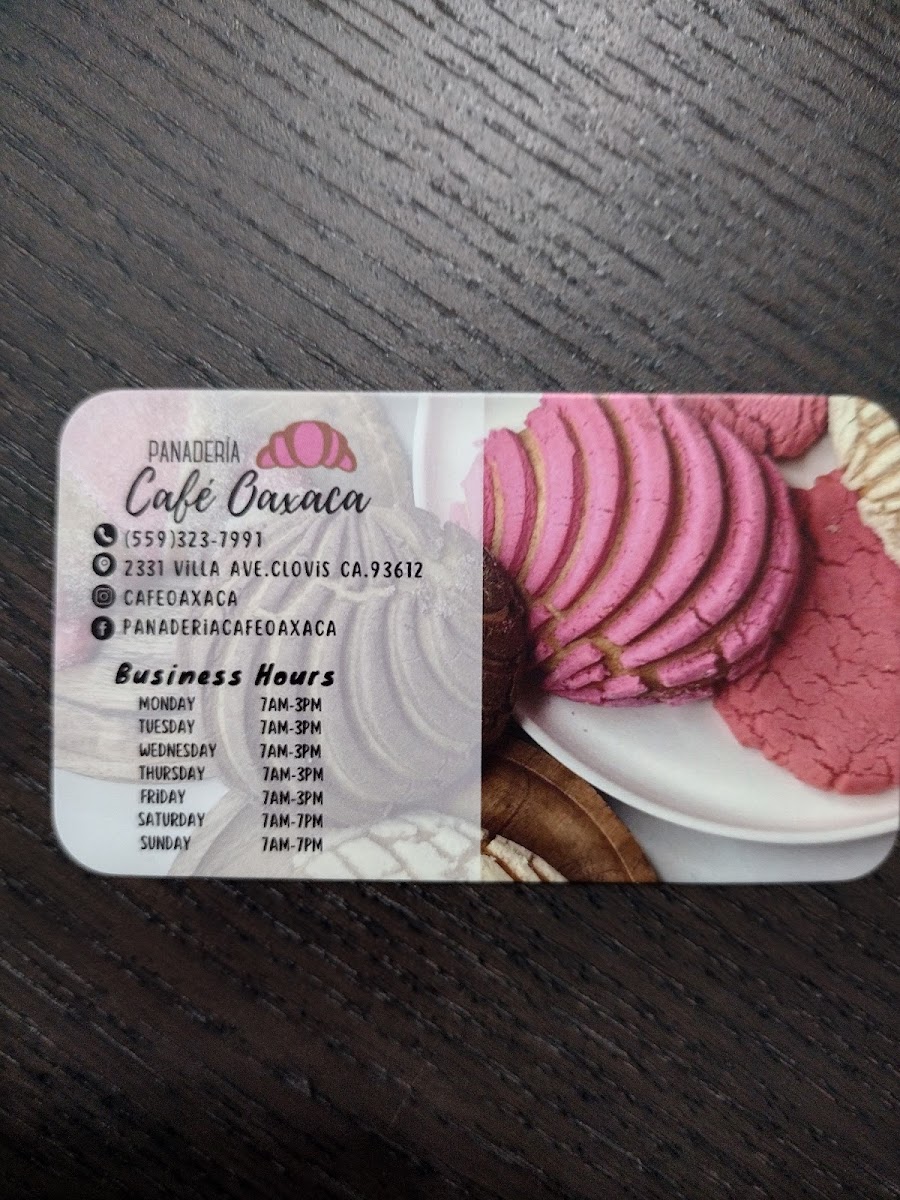 PANADERÍA
Café Oaxaca
(559)323-7991
2331 VILLA AVE.CLOVIS CA.93612
CAFEOAXACA
PANADERIACAFEOAXACA
Business Hours
MONDAY 7AM-3PM
TUESDAY 7AM-3PM
WEDNESDAY 7AM-3PM
THURSDAY 7AM-3PM
FRIDAY 7AM-3PM
SATURDAY 7AM-7PM
SUNDAY 7AM-7PM